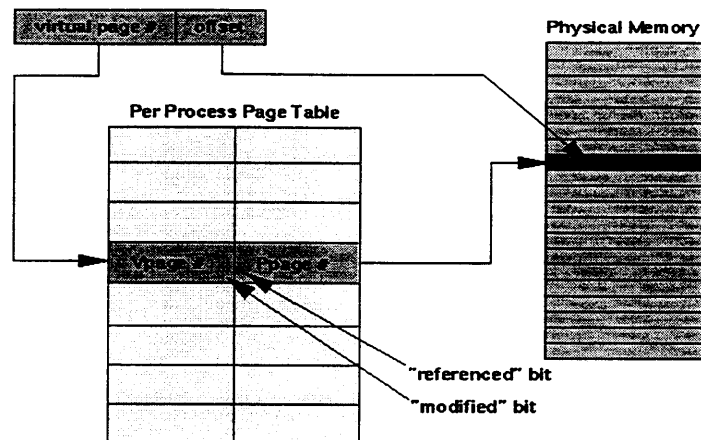 virtual page # offset
Physical Memory
Per Process Page Table
Vpage # Ppage #
"referenced" bit
"modified" bit